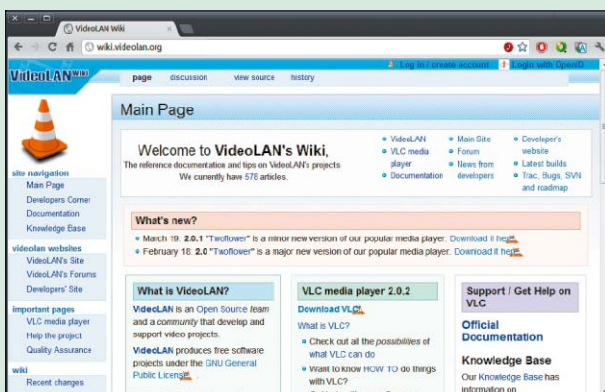 VideoLAN Wiki
wiki.videolan.org
Log in / create account Login with OpenID
VideoLAN WIKI
page discussion view source history
Main Page
Welcome to VideoLAN's Wiki,
The reference documentation and tips on VideoLAN's projects
We currently have 578 articles.
VideoLAN
VLC media
player
Documentation
Main Site
Forum
News from
developers
Developer's
website
Latest builds
Trac, Bugs, SVN
and roadmap
site navigation
Main Page
Developers Corner
Documentation
Knowledge Base
videolan websites
VideoLAN's Site
VideoLAN's Forums
Developers' Site
important pages
VLC media player
Help the project
Quality Assurance
wiki
Recent changes
What's new?
March 19: 2.0.1 "Twoflower" is a minor new version of our popular media player. Download it here
February 18: 2.0 "Twoflower" is a major new version of our popular media player. Download it here
What is VideoLAN?
VideoLAN is an Open Source team
and a community that develop and
support video projects.
VideoLAN produces free software
projects under the GNU General
Public License
VLC media player 2.0.2
Download VLC
What is VLC?
Check out all the possibilities of
what VLC can do
Want to know HOW TO do things
with VLC?
Support / Get Help on
VLC
Official
Documentation
Knowledge Base
Our Knowledge Base has
information on